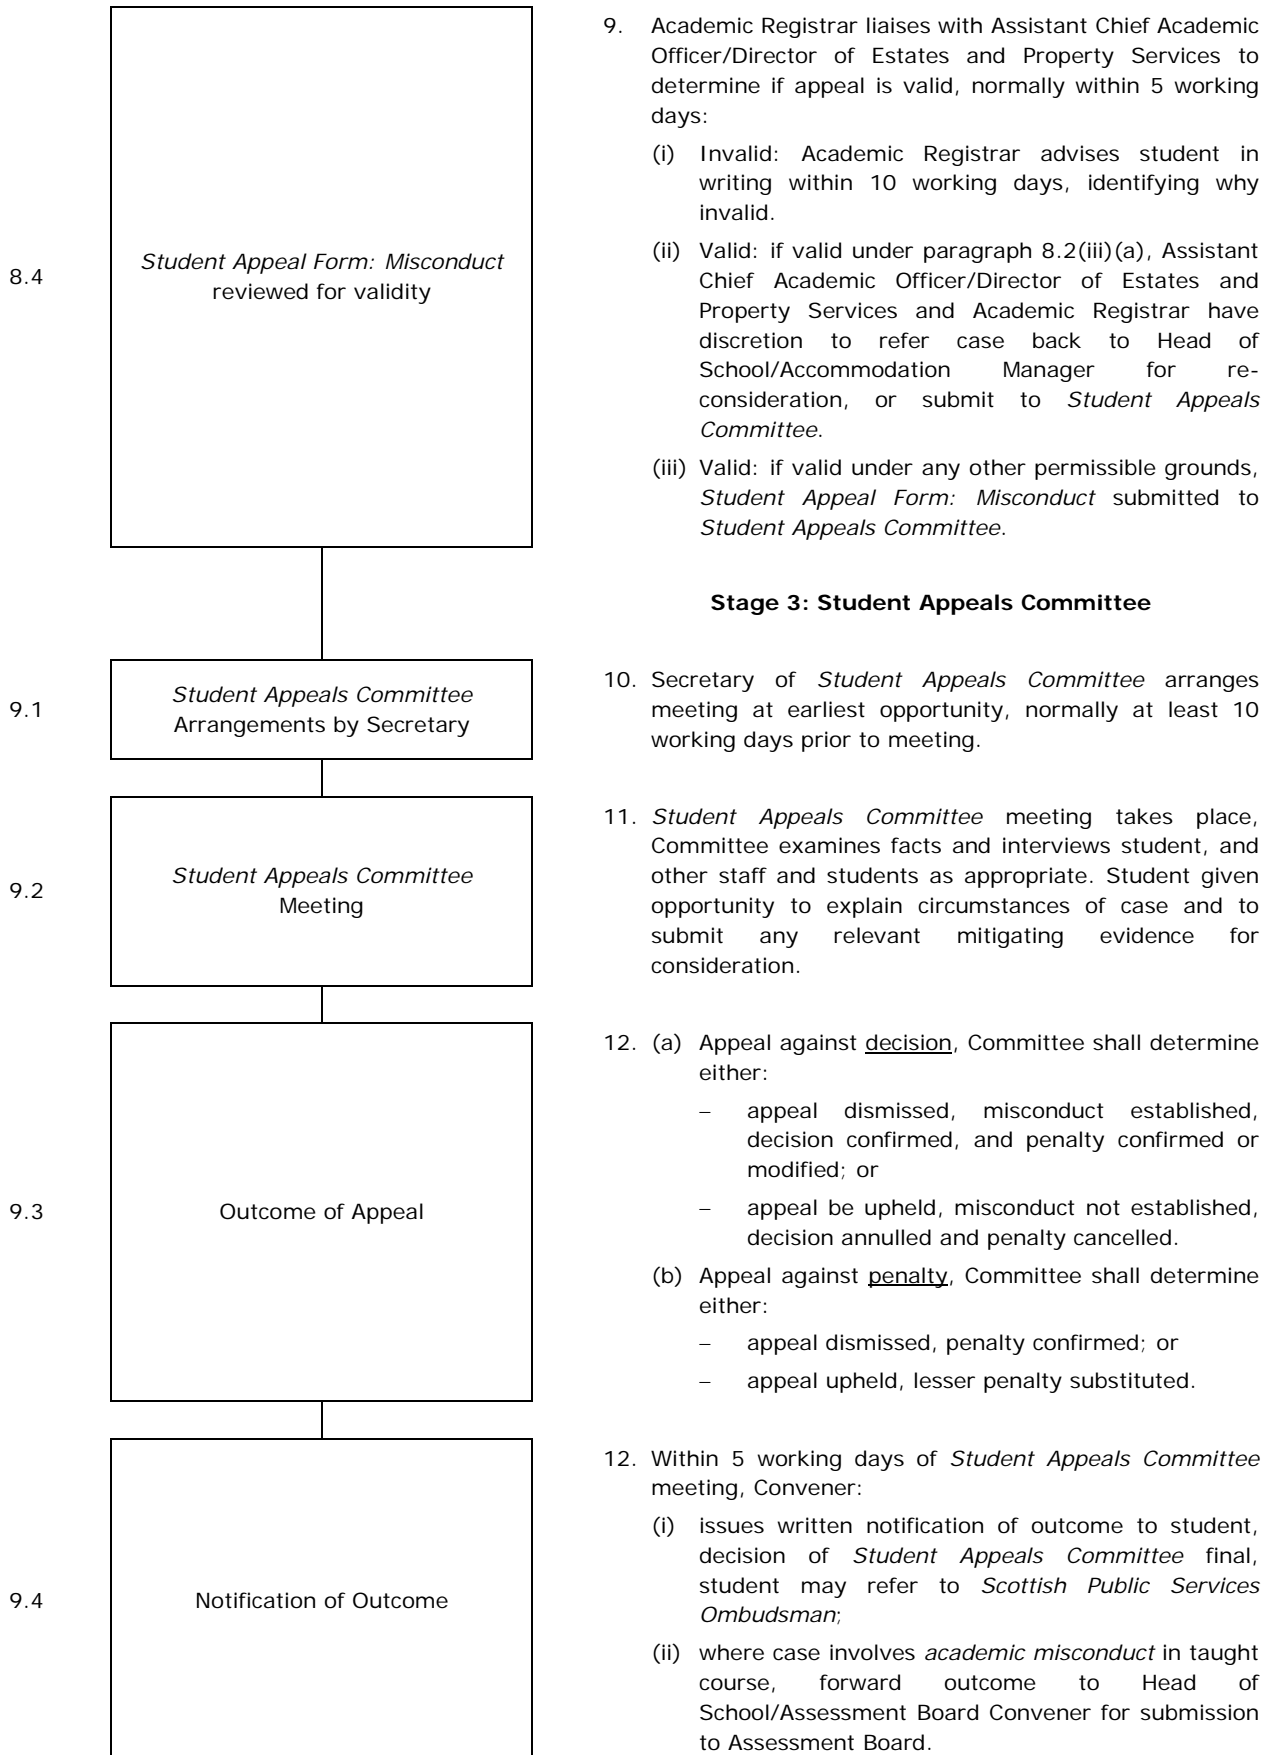 8.4
Student Appeal Form: Misconduct
reviewed for validity
9. Academic Registrar liaises with Assistant Chief Academic
Officer/Director of Estates and Property Services to
determine if appeal is valid, normally within 5 working
days:
(i) Invalid: Academic Registrar advises student in
writing within 10 working days, identifying why
invalid.
(ii) Valid: if valid under paragraph 8.2(iii)(a), Assistant
Chief Academic Officer/Director of Estates and
Property Services and Academic Registrar have
discretion to refer case back to Head of
School/Accommodation Manager for re-
consideration, or submit to Student Appeals
Committee.
(iii) Valid: if valid under any other permissible grounds,
Student Appeal Form: Misconduct submitted to
Student Appeals Committee.
Stage 3: Student Appeals Committee
9.1
Student Appeals Committee
Arrangements by Secretary
10. Secretary of Student Appeals Committee arranges
meeting at earliest opportunity, normally at least 10
working days prior to meeting.
9.2
Student Appeals Committee
Meeting
11. Student Appeals Committee meeting takes place,
Committee examines facts and interviews student, and
other staff and students as appropriate. Student given
opportunity to explain circumstances of case and to
submit any relevant mitigating evidence for
consideration.
9.3
Outcome of Appeal
12. (a) Appeal against decision, Committee shall determine
either:
– appeal dismissed, misconduct established,
decision confirmed, and penalty confirmed or
modified; or
– appeal be upheld, misconduct not established,
decision annulled and penalty cancelled.
(b) Appeal against penalty, Committee shall determine
either:
– appeal dismissed, penalty confirmed; or
– appeal upheld, lesser penalty substituted.
9.4
Notification of Outcome
12. Within 5 working days of Student Appeals Committee
meeting, Convener:
(i) issues written notification of outcome to student,
decision of Student Appeals Committee final,
student may refer to Scottish Public Services
Ombudsman;
(ii) where case involves academic misconduct in taught
course, forward outcome to Head of
School/Assessment Board Convener for submission
to Assessment Board.